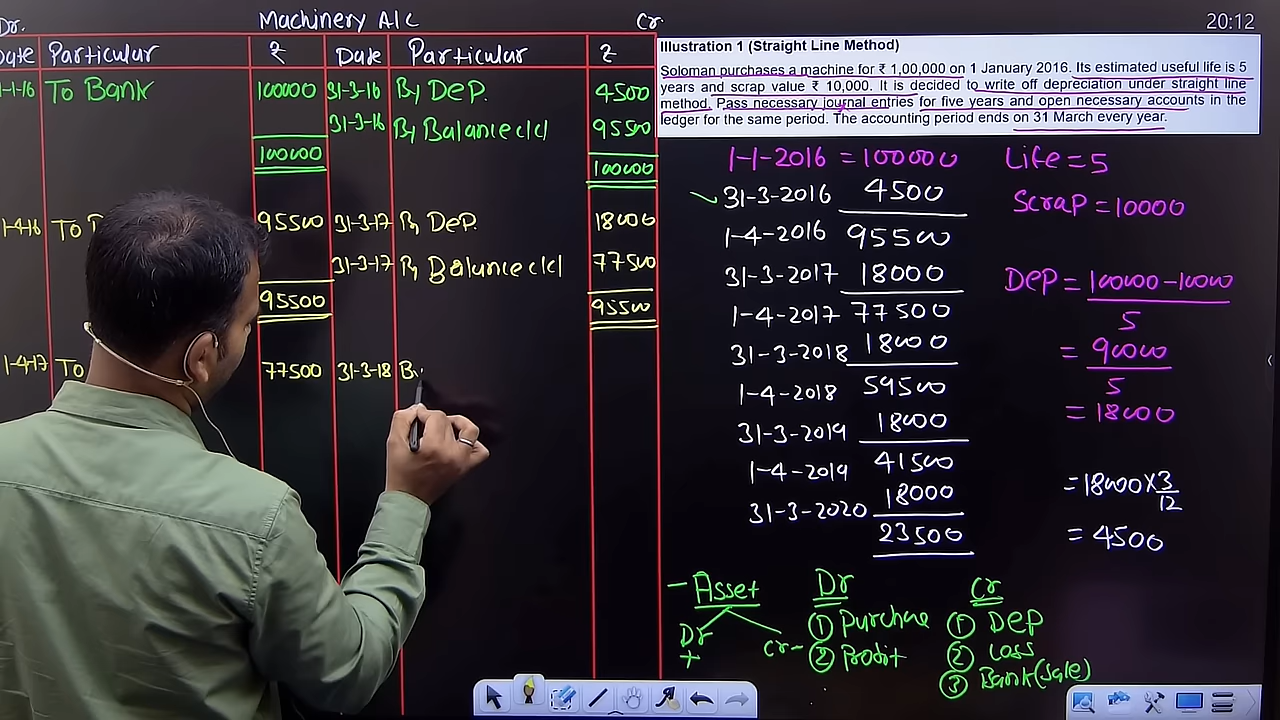 Dr. Machinery A/c Cr.
20:12
Date Particular ₹ Date Particular ₹
1-1-16 To Bank 100000 31-3-16 By Dep. 4500
31-3-16 By Balance c/d 95500
100000
100000
1-4-16 To 95500 31-3-17 By Dep. 18000
31-3-17 By Balance c/d 77500
95500 95500
1-4-17 To 77500 31-3-18 By
Illustration 1 (Straight Line Method)
Soloman purchases a machine for ₹ 1,00,000 on 1 January 2016. Its estimated useful life is 5
years and scrap value ₹ 10,000. It is decided to write off depreciation under straight line
method. Pass necessary journal entries for five years and open necessary accounts in the
ledger for the same period. The accounting period ends on 31 March every year.
1-1-2016 = 100000
31-3-2016 4500
1-4-2016 95500
31-3-2017 18000
1-4-2017 77500
31-3-2018 18000
1-4-2018 59500
31-3-2019 18000
1-4-2019 41500
31-3-2020 18000
23500
Life = 5
Scrap = 10000
Dep = 100000 - 10000
5
= 90000
5
= 18000
= 18000 × 3
12
= 4500
- Asset
Dr Cr -
+
Dr
① Purchase
② Profit
Cr
① Dep
② Loss
③ Bank (Sale)